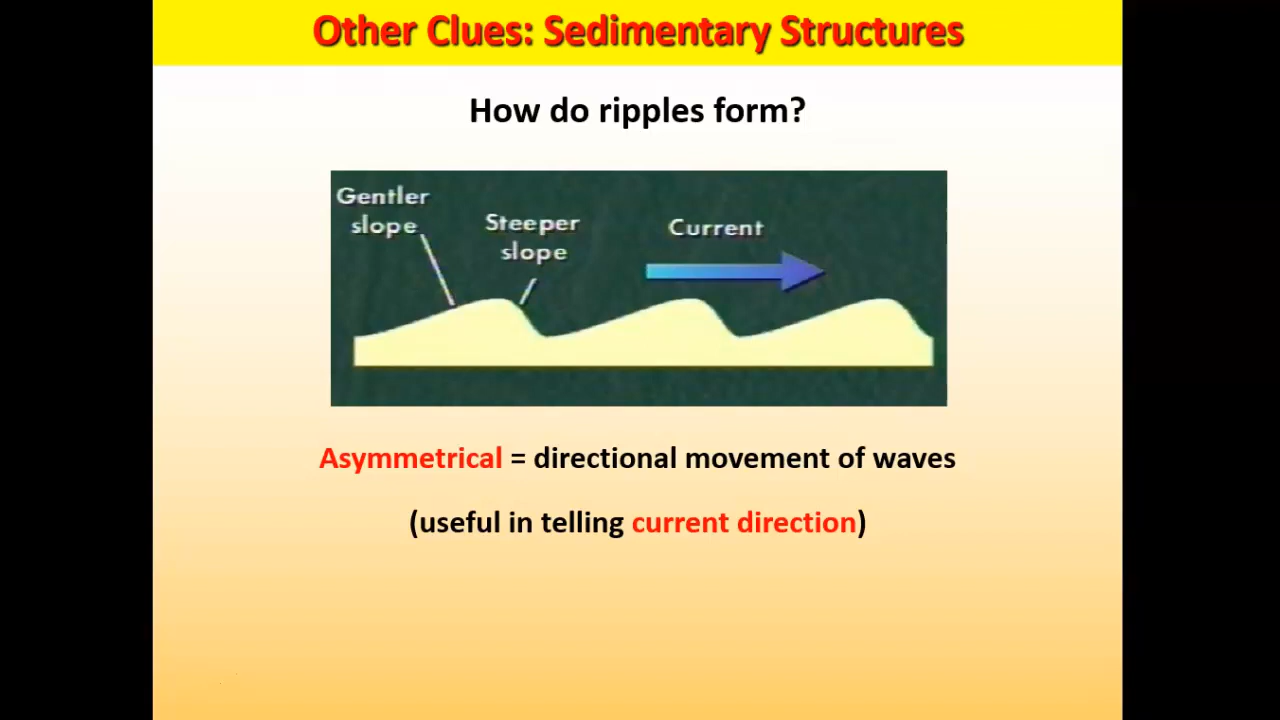 Other Clues: Sedimentary Structures
How do ripples form?
Gentler
slope
Steeper
slope
Current
Asymmetrical = directional movement of waves
(useful in telling current direction)